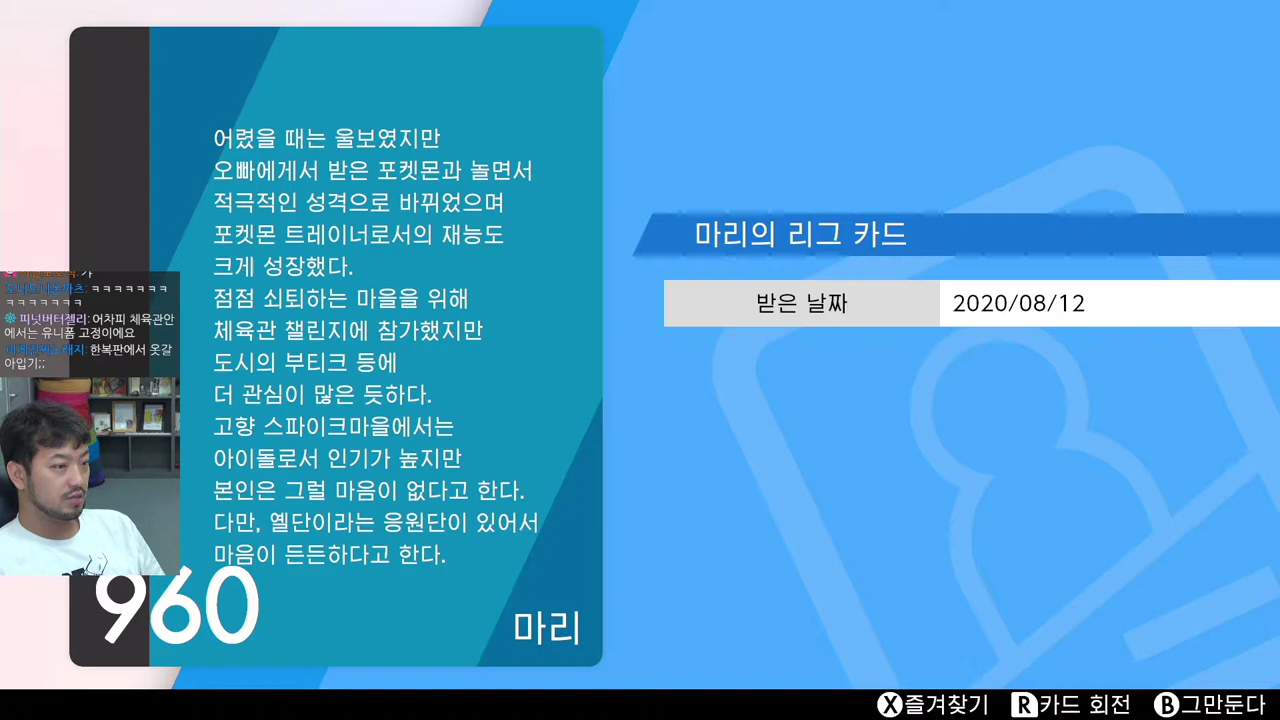 어렸을 때는 울보였지만
오빠에게서 받은 포켓몬과 놀면서
적극적인 성격으로 바뀌었으며
포켓몬 트레이너로서의 재능도
크게 성장했다.
점점 쇠퇴하는 마을을 위해
체육관 챌린지에 참가했지만
도시의 부티크 등에
더 관심이 많은 듯하다.
고향 스파이크마을에서는
아이돌로서 인기가 높지만
본인은 그럴 마음이 없다고 한다.
다만, 옐단이라는 응원단이 있어서
마음이 든든하다고 한다.
960
마리
마리의 리그 카드
받은 날짜 2020/08/12
ㅋㅋㅋㅋㅋㅋㅋ
ㅋㅋㅋㅋㅋㅋㅋ
피넛버터젤리: 어차피 체육관안
에서는 유니폼 고정이에요
한복판에서 옷갈
아입기;;
X 즐겨찾기 R 카드 회전 B 그만둔다